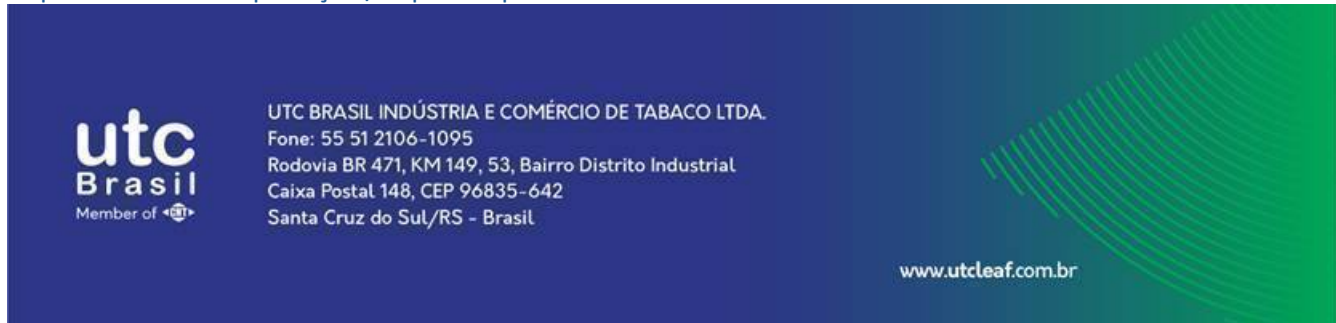 utc
Brasil
Member of
UTC BRASIL INDÚSTRIA E COMÉRCIO DE TABACO LTDA.
Fone: 55 51 2106-1095
Rodovia BR 471, KM 149, 53, Bairro Distrito Industrial
Caixa Postal 148, CEP 96835-642
Santa Cruz do Sul/RS - Brasil
www.utcleaf.com.br